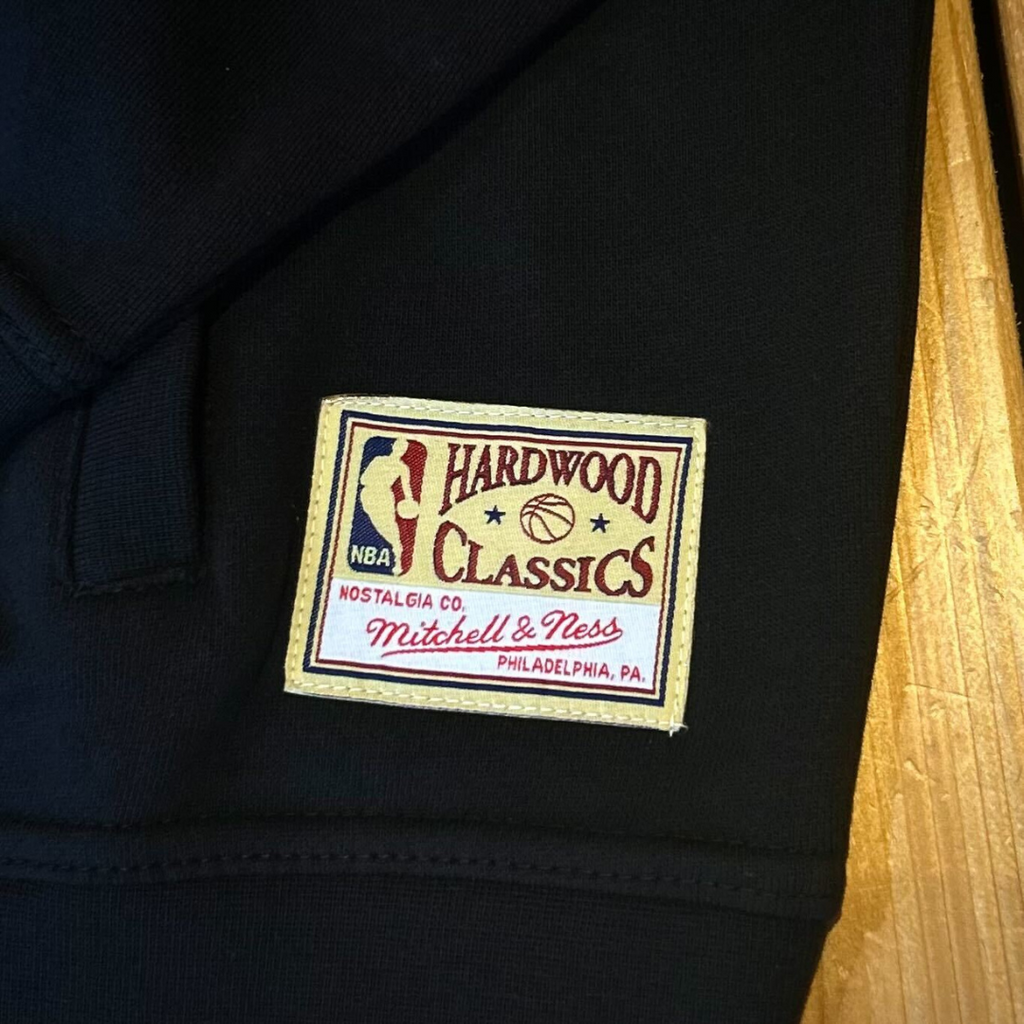 NBA
HARDWOOD
CLASSICS
NOSTALGIA CO.
Mitchell & Ness
PHILADELPHIA, PA.